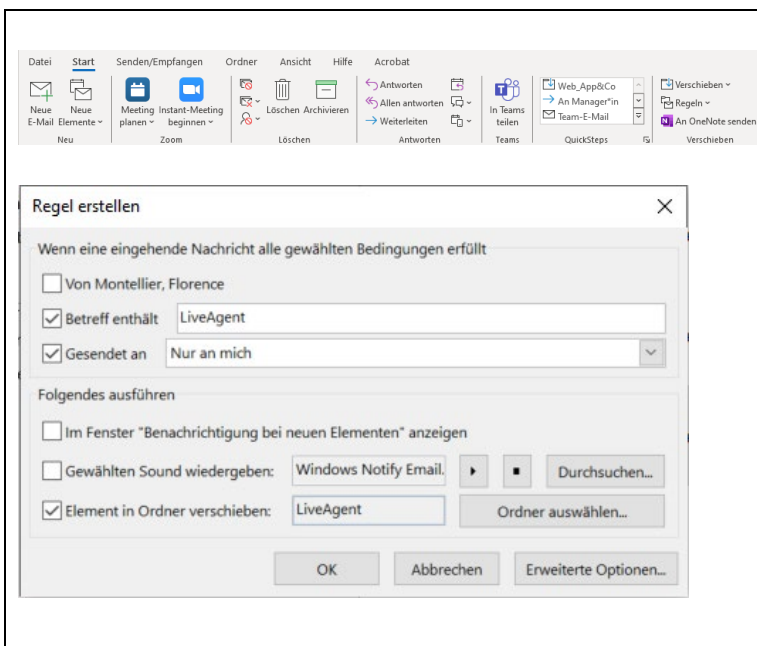 Datei Start Senden/Empfangen Ordner Ansicht Hilfe Acrobat
Neue E-Mail
Neue Elemente
Neu
Meeting planen
Instant-Meeting beginnen
Zoom
Löschen
Archivieren
Löschen
Antworten
Allen antworten
Weiterleiten
Antworten
In Teams teilen
Teams
Web_App&Co
An Manager*in
Team-E-Mail
QuickSteps
Verschieben
Regeln
An OneNote senden
Verschieben
Regel erstellen
Wenn eine eingehende Nachricht alle gewählten Bedingungen erfüllt
Von Montellier, Florence
Betreff enthält LiveAgent
Gesendet an Nur an mich
Folgendes ausführen
Im Fenster "Benachrichtigung bei neuen Elementen" anzeigen
Gewählten Sound wiedergeben: Windows Notify Email. Durchsuchen...
Element in Ordner verschieben: LiveAgent Ordner auswählen...
OK Abbrechen Erweiterte Optionen...